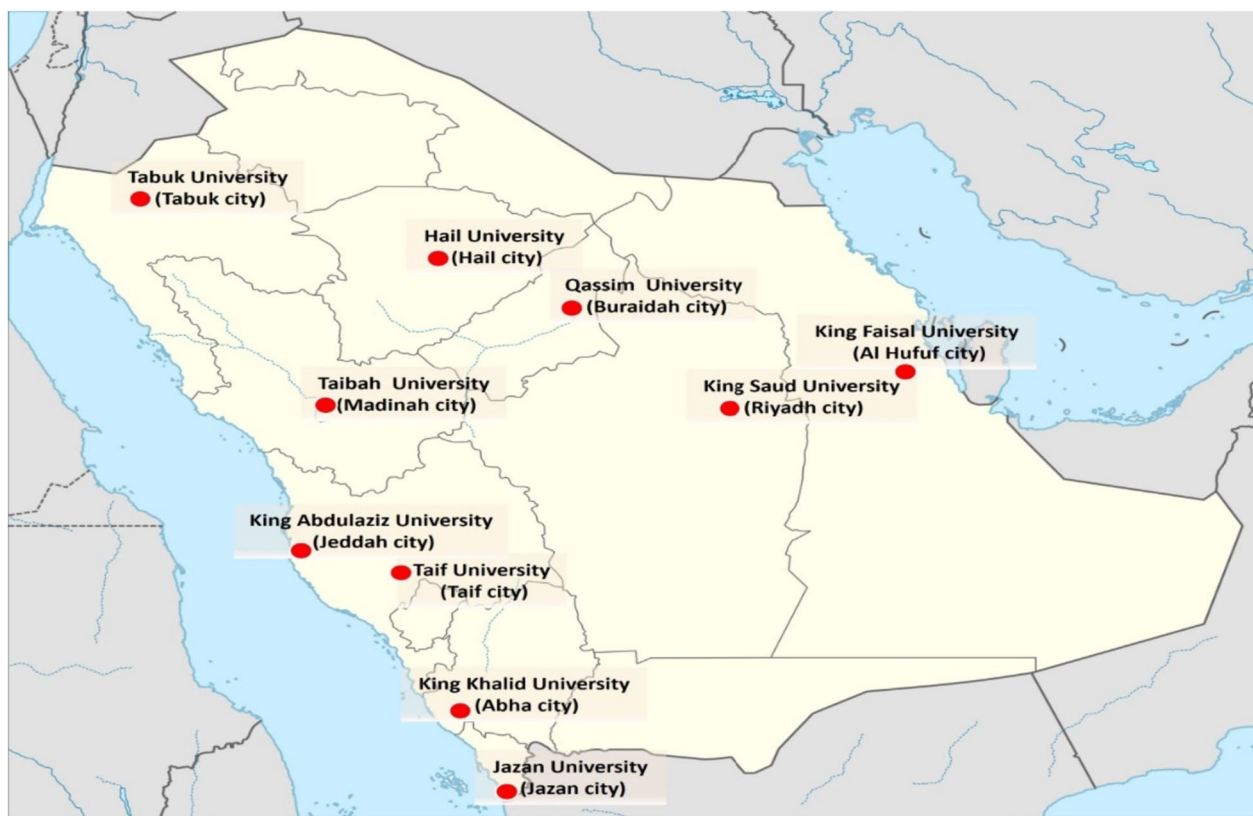 Tabuk University
(Tabuk city)
Hail University
(Hail city)
Qassim University
(Buraidah city)
King Faisal University
(Al Hufuf city)
Taibah University
(Madinah city)
King Saud University
(Riyadh city)
King Abdulaziz University
(Jeddah city)
Taif University
(Taif city)
King Khalid University
(Abha city)
Jazan University
(Jazan city)